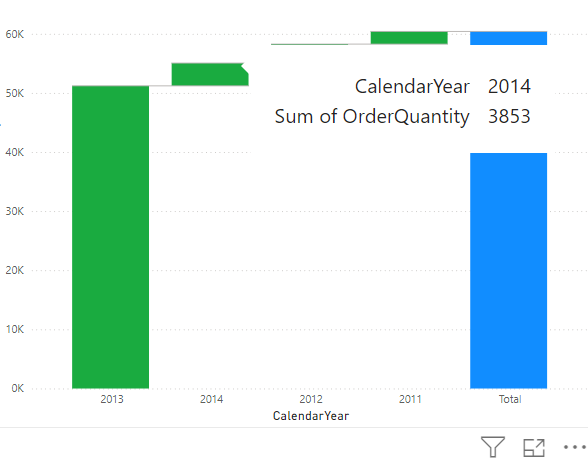 60K
CalendarYear 2014
50K
Sum of OrderQuantity 3853
40K
30K
20K
10K
0K
2013 2014 2012 2011 Total
CalendarYear